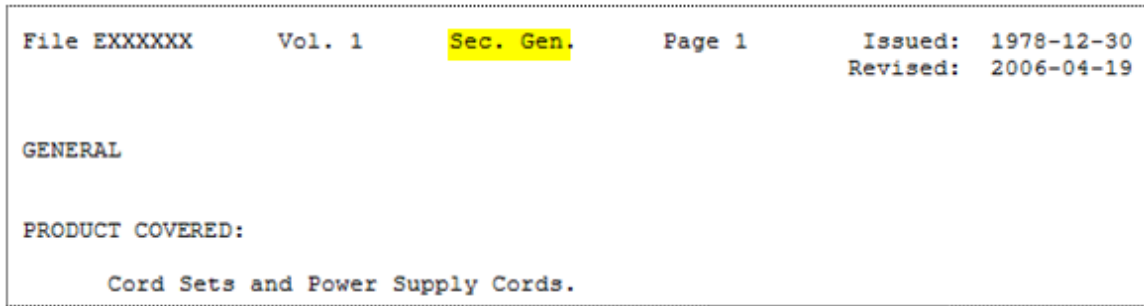 File EXXXXXX Vol. 1 Sec. Gen. Page 1 Issued: 1978-12-30
Revised: 2006-04-19
GENERAL
PRODUCT COVERED:
Cord Sets and Power Supply Cords.